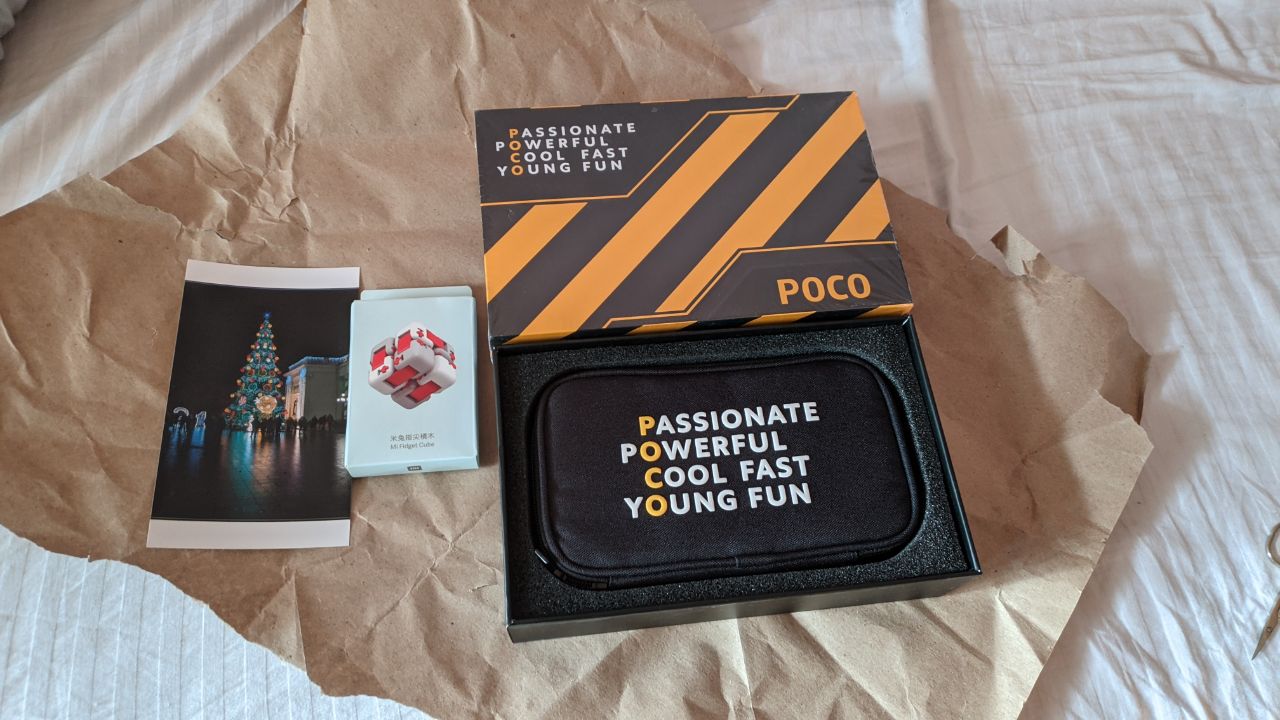 PASSIONATE
POWERFUL
COOL FAST
YOUNG FUN
POCO
米兔指尖積木
Mi Fidget Cube
PASSIONATE
POWERFUL
COOL FAST
YOUNG FUN